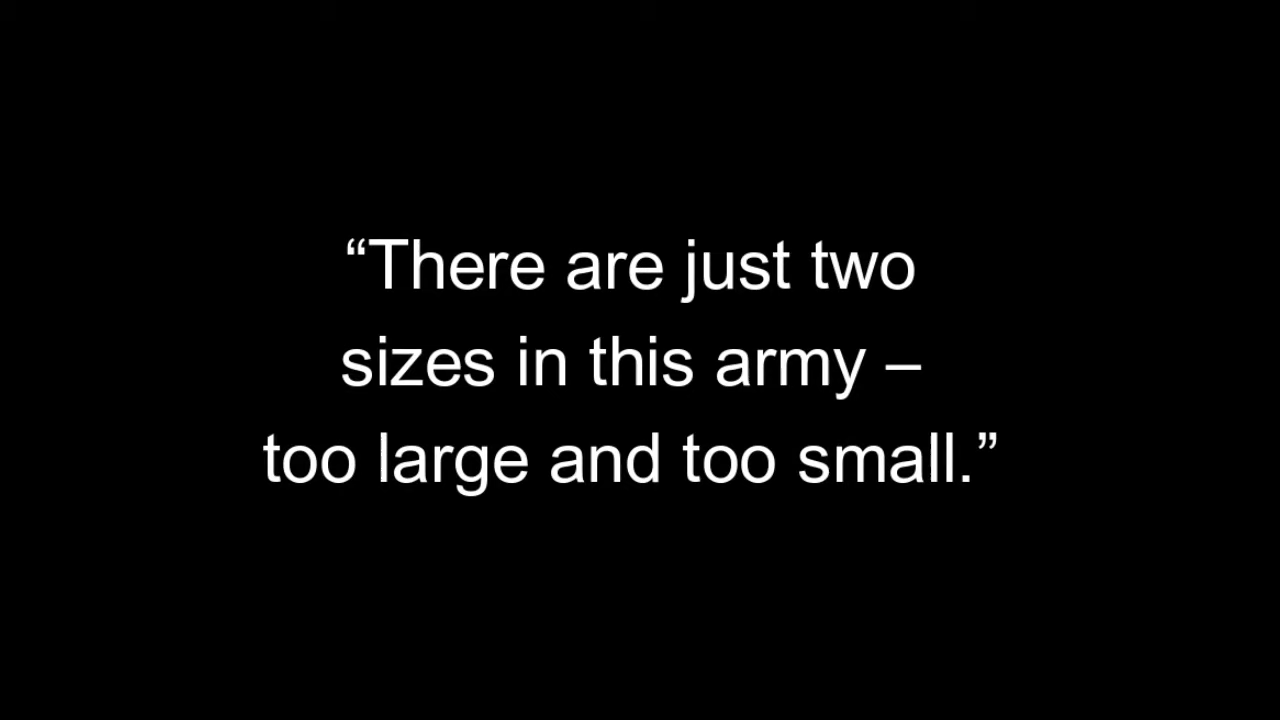 “There are just two
sizes in this army –
too large and too small.”